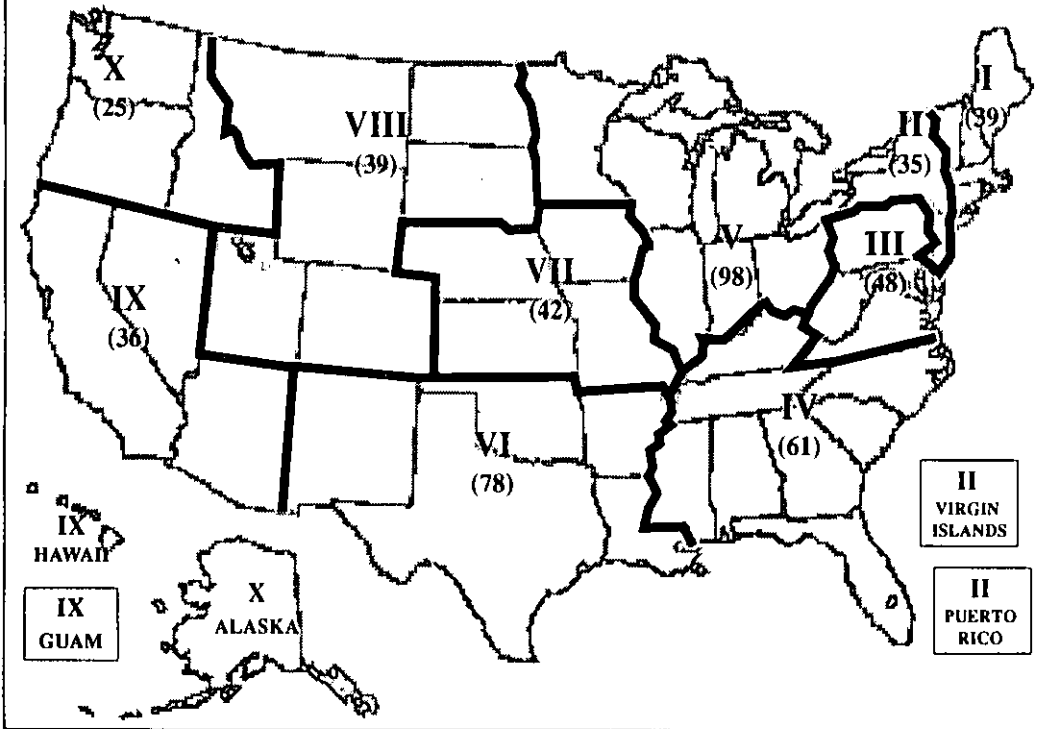 X
(25)
VIII
(39)
I
(39)
II
(35)
III
(48)
V
(98)
VII
(42)
IX
(36)
IV
(61)
VI
(78)
II
VIRGIN
ISLANDS
IX
HAWAII
IX
GUAM
X
ALASKA
II
PUERTO
RICO